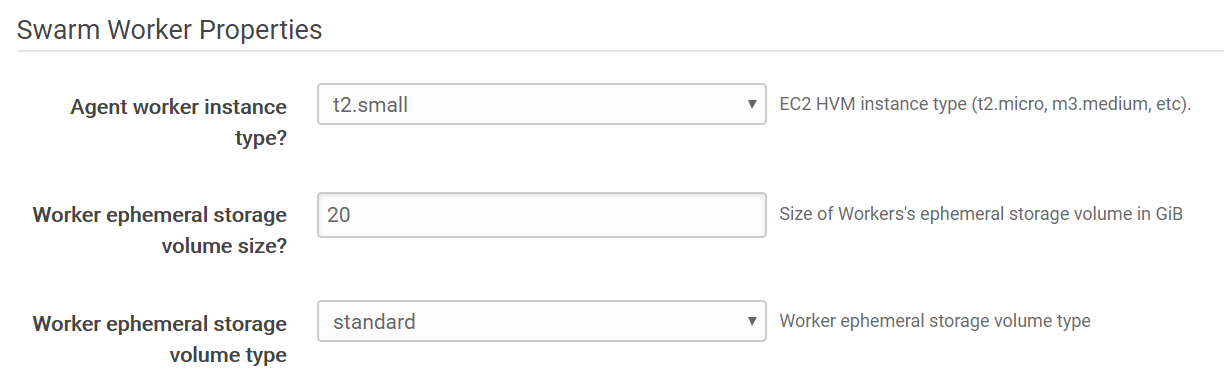 Swarm Worker Properties
Agent worker instance type?
t2.small
EC2 HVM instance type (t2.micro, m3.medium, etc).
Worker ephemeral storage volume size?
20
Size of Workers's ephemeral storage volume in GiB
Worker ephemeral storage volume type
standard
Worker ephemeral storage volume type